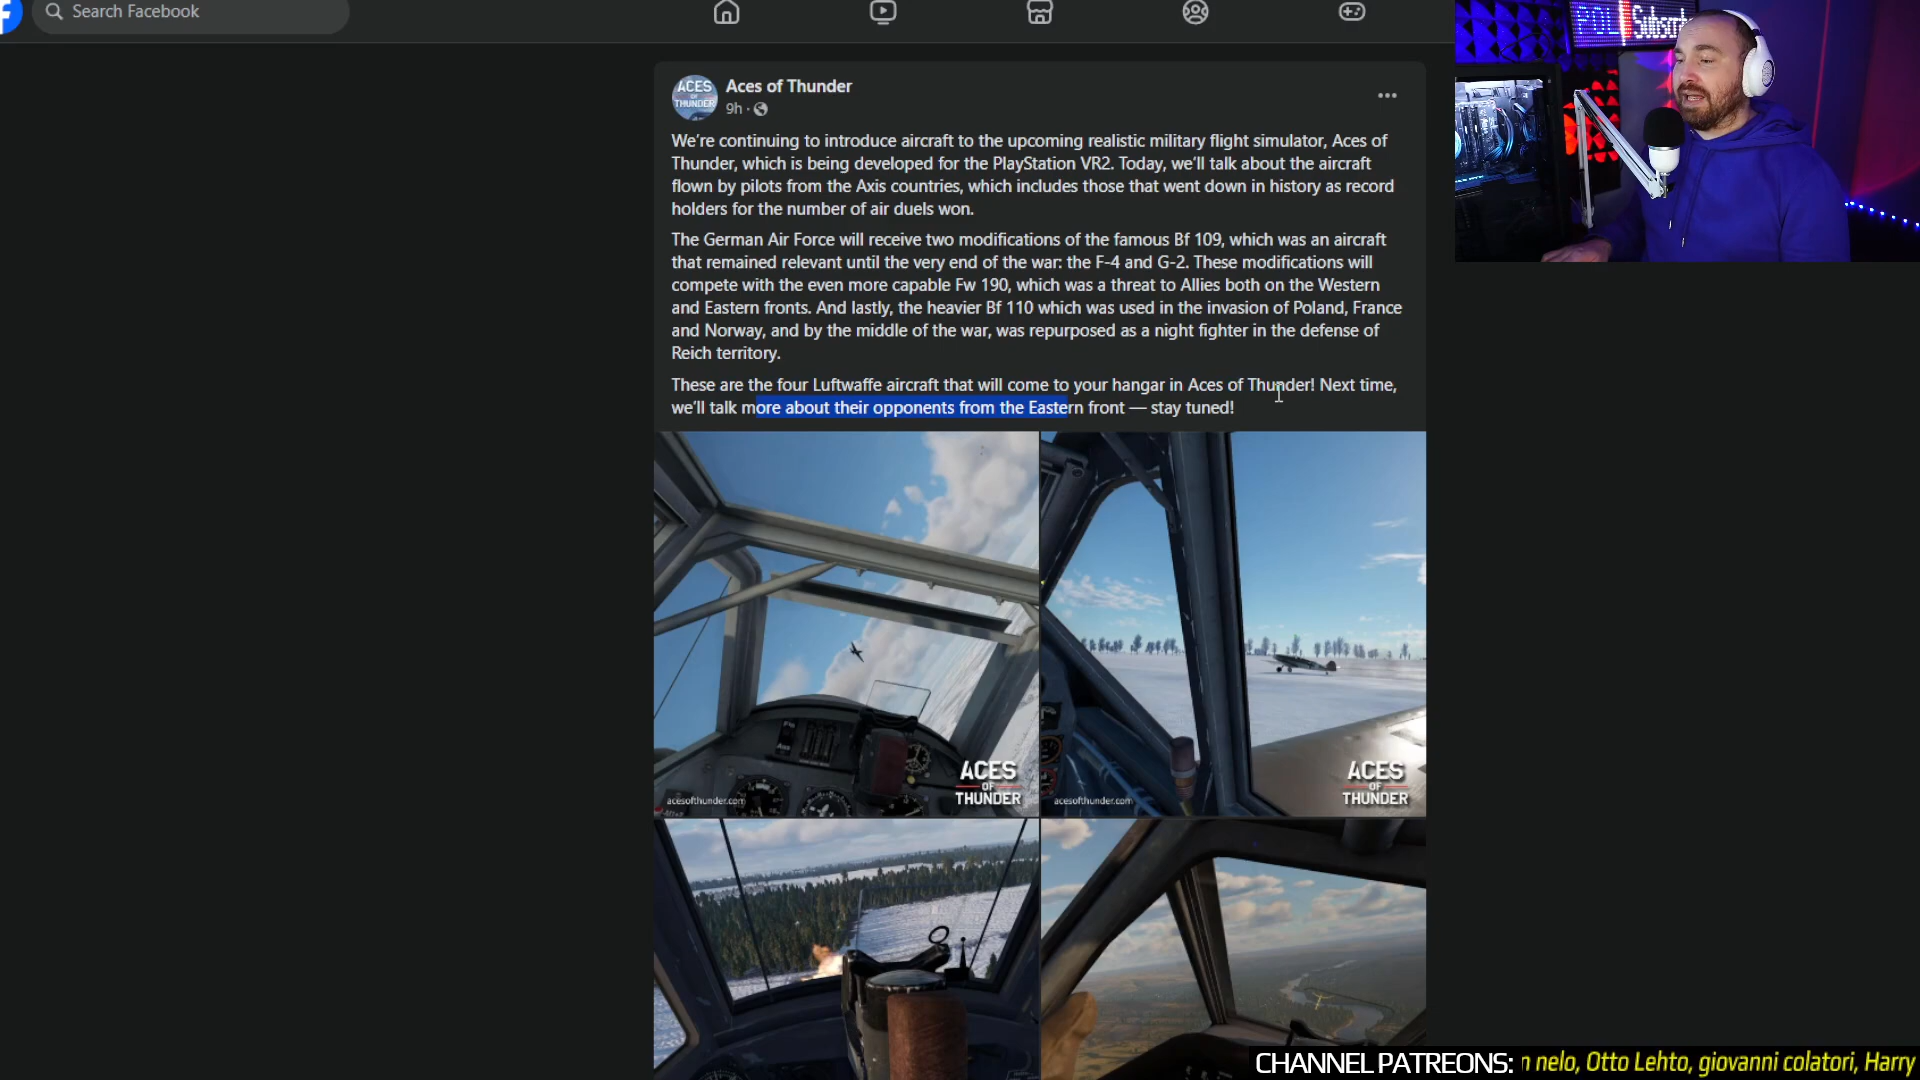 Search Facebook
Subscri
Aces of Thunder
9h
ACES
OF
THUNDER
We're continuing to introduce aircraft to the upcoming realistic military flight simulator, Aces of
Thunder, which is being developed for the PlayStation VR2. Today, we'll talk about the aircraft
flown by pilots from the Axis countries, which includes those that went down in history as record
holders for the number of air duels won.
The German Air Force will receive two modifications of the famous Bf 109, which was an aircraft
that remained relevant until the very end of the war: the F-4 and G-2. These modifications will
compete with the even more capable Fw 190, which was a threat to Allies both on the Western
and Eastern fronts. And lastly, the heavier Bf 110 which was used in the invasion of Poland, France
and Norway, and by the middle of the war, was repurposed as a night fighter in the defense of
Reich territory.
These are the four Luftwaffe aircraft that will come to your hangar in Aces of Thunder! Next time,
we'll talk more about their opponents from the Eastern front — stay tuned!
ACES
OF
THUNDER
acesofthunder.com
ACES
OF
THUNDER
acesofthunder.com
CHANNEL PATREONS: n nelo, Otto Lehto, giovanni colatori, Harry